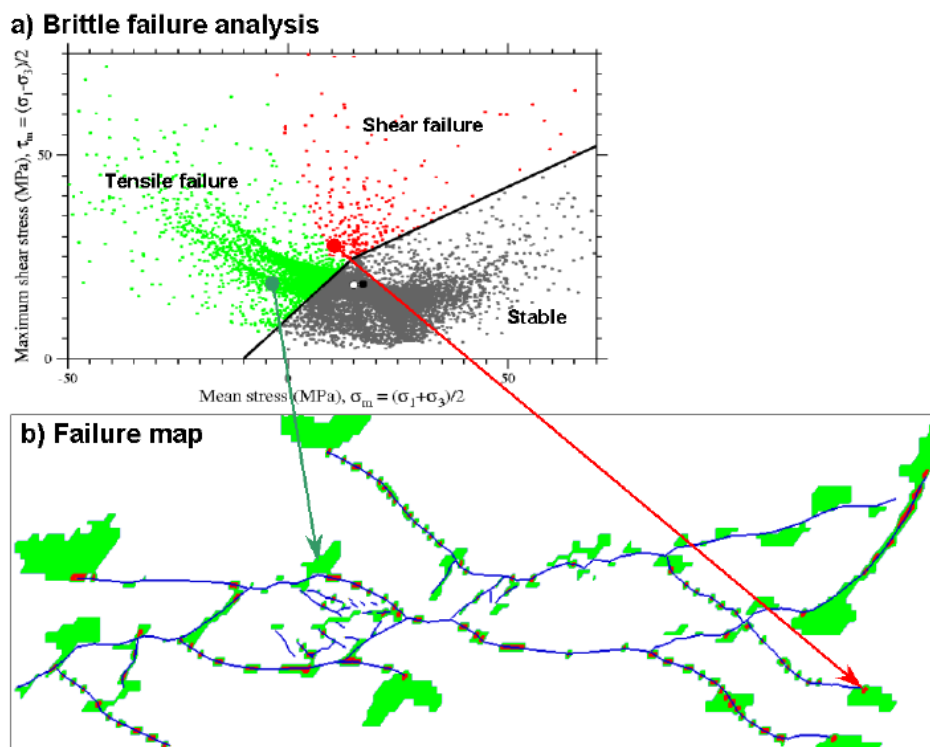 a) Brittle failure analysis
Maximum shear stress (MPa), τm = (σ1-σ3)/2
50
0
Shear failure
Tensile failure
Stable
-50
0
50
Mean stress (MPa), σm = (σ1+σ3)/2
b) Failure map